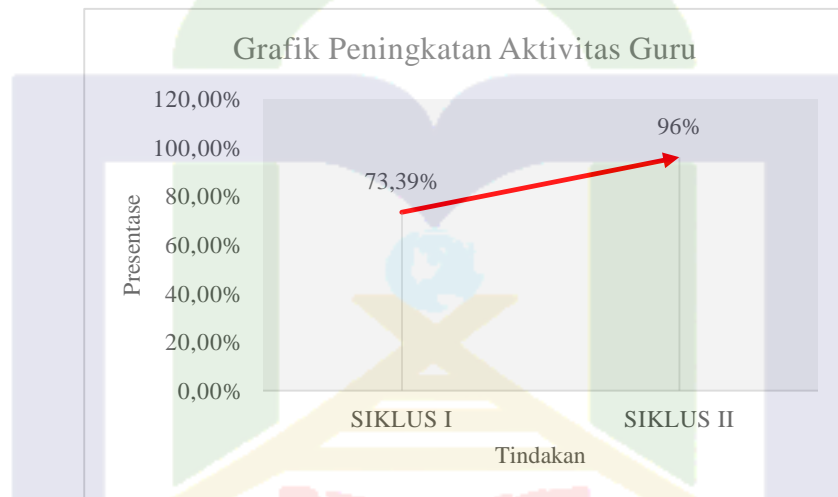 Grafik Peningkatan Aktivitas Guru
120,00%
100,00%
80,00%
60,00%
40,00%
20,00%
0,00%
Presentase
73,39%
96%
SIKLUS I
SIKLUS II
Tindakan